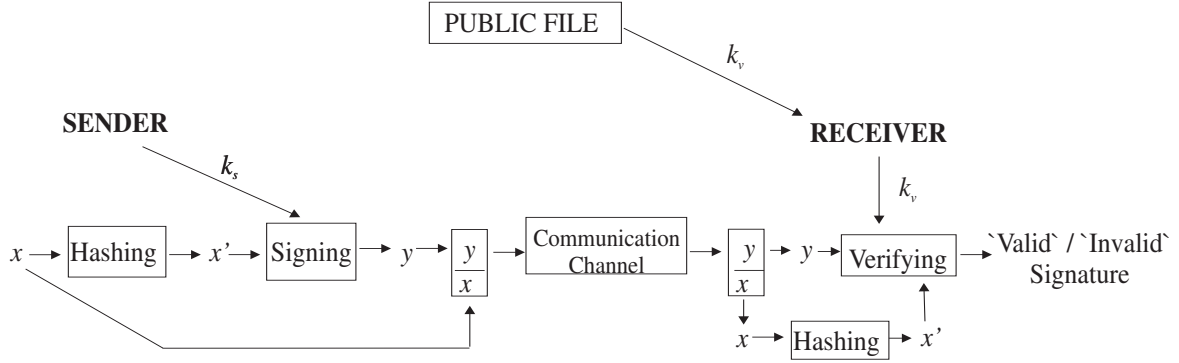 PUBLIC FILE
k_v
SENDER
RECEIVER
k_s
k_v
x
Hashing
x'
Signing
y
y
x
Communication
Channel
y
x
y
Verifying
`Valid` / `Invalid`
Signature
x
Hashing
x'